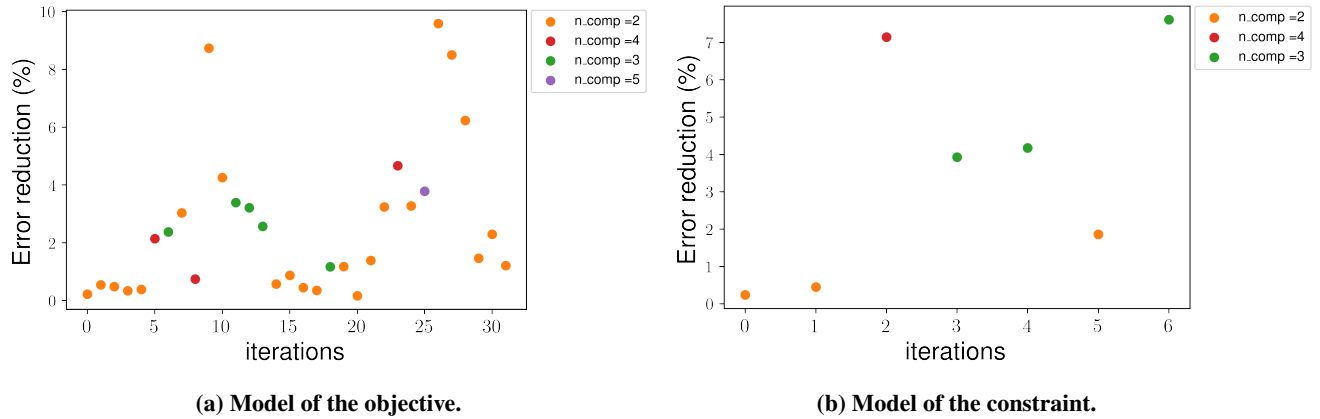 10
8
6
4
2
0
Error reduction (%)
0 5 10 15 20 25 30
iterations
n_comp =2
n_comp =4
n_comp =3
n_comp =5
(a) Model of the objective.
7
6
5
4
3
2
1
0
Error reduction (%)
0 1 2 3 4 5 6
iterations
n_comp =2
n_comp =4
n_comp =3
(b) Model of the constraint.